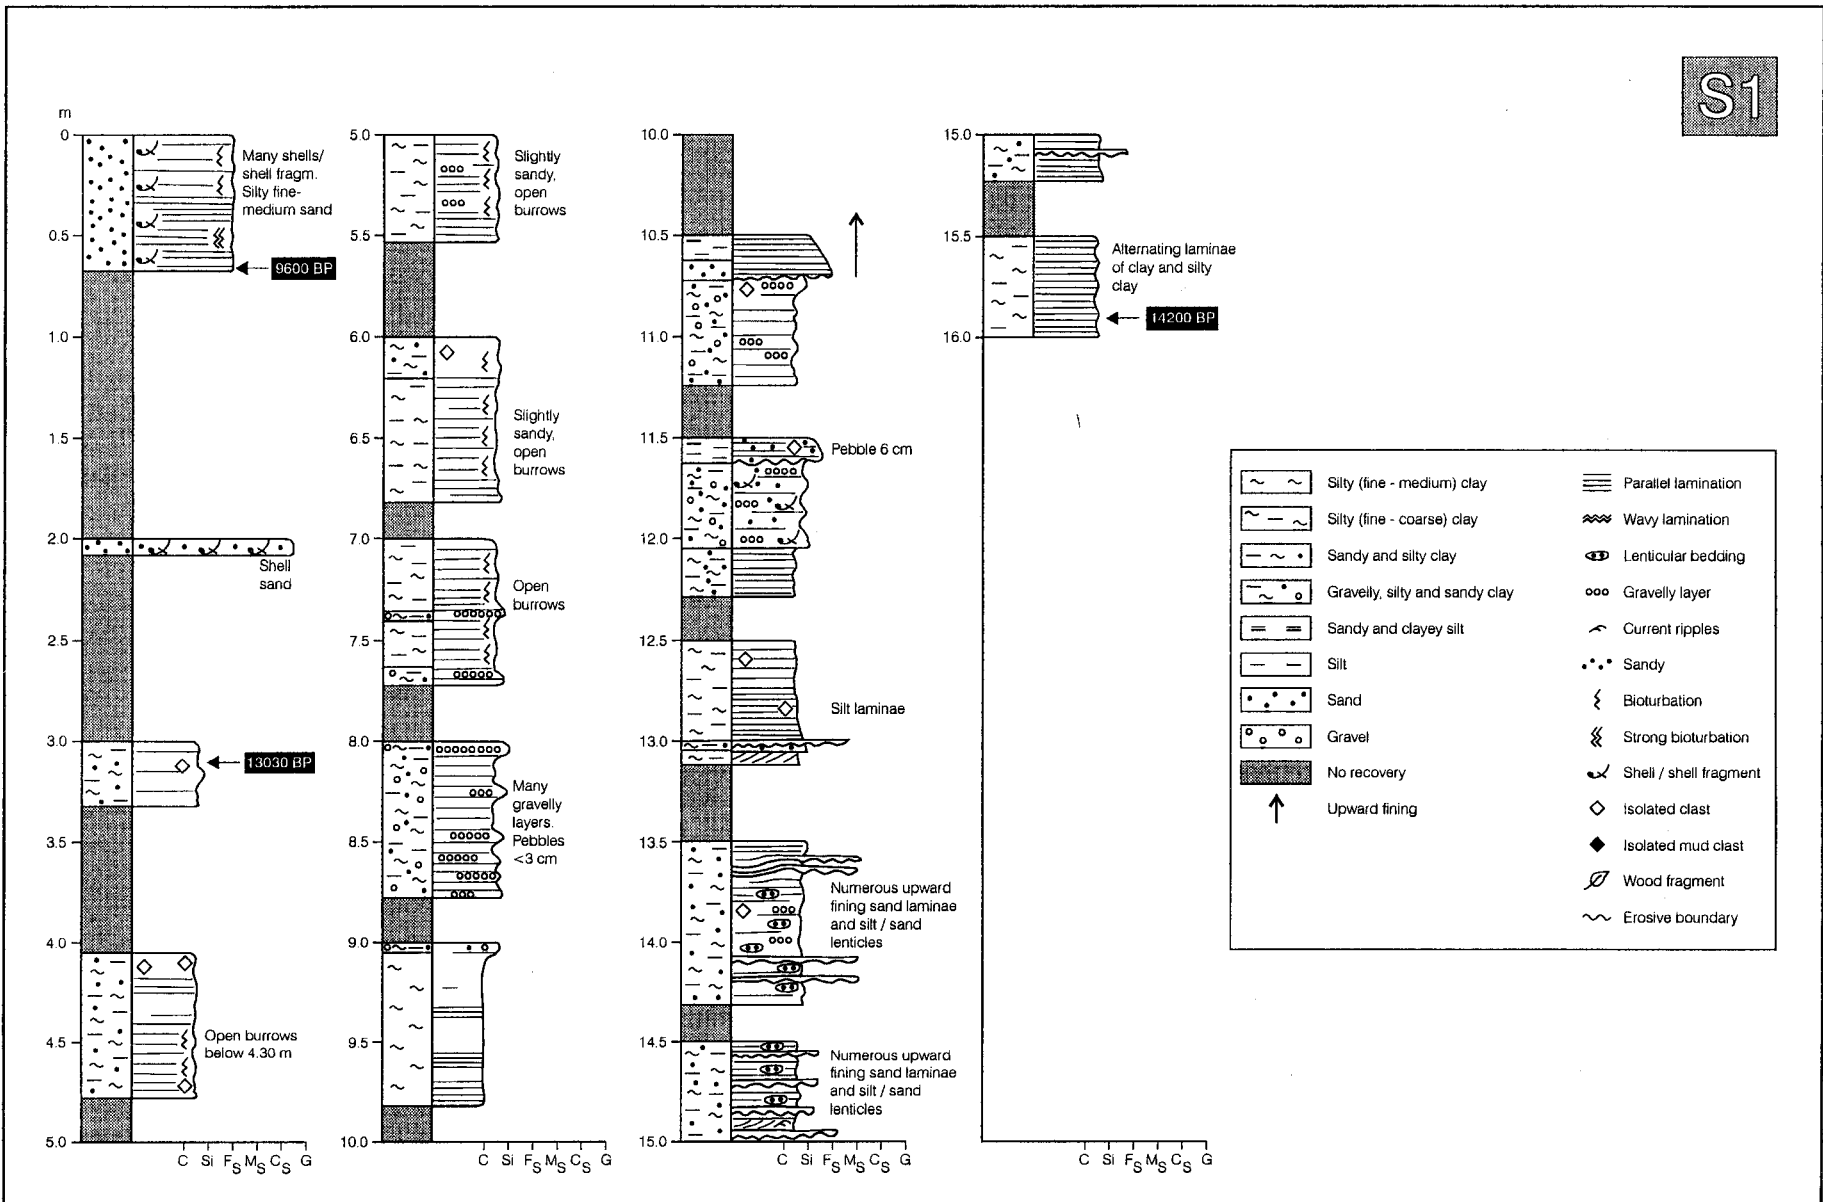 S1
m
0
0.5
1.0
1.5
2.0
2.5
3.0
3.5
4.0
4.5
5.0
Many shells/
shell fragm.
Silty fine-
medium sand
9600 BP
Shell
sand
13030 BP
Open burrows
below 4.30 m
C Si FS MS CS G
5.0
5.5
6.0
6.5
7.0
7.5
8.0
8.5
9.0
9.5
10.0
Slightly
sandy,
open
burrows
Slightly
sandy,
open
burrows
Open
burrows
Many
gravelly
layers.
Pebbles
<3 cm
C Si FS MS CS G
10.0
10.5
11.0
11.5
12.0
12.5
13.0
13.5
14.0
14.5
15.0
Pebble 6 cm
Silt laminae
Numerous upward
fining sand laminae
and silt / sand
lenticles
Numerous upward
fining sand laminae
and silt / sand
lenticles
C Si FS MS CS G
15.0
15.5
16.0
Alternating laminae
of clay and silty
clay
14200 BP
C Si FS MS CS G
Silty (fine - medium) clay
Silty (fine - coarse) clay
Sandy and silty clay
Gravelly, silty and sandy clay
Sandy and clayey silt
Silt
Sand
Gravel
No recovery
Upward fining
Parallel lamination
Wavy lamination
Lenticular bedding
Gravelly layer
Current ripples
Sandy
Bioturbation
Strong bioturbation
Shell / shell fragment
Isolated clast
Isolated mud clast
Wood fragment
Erosive boundary